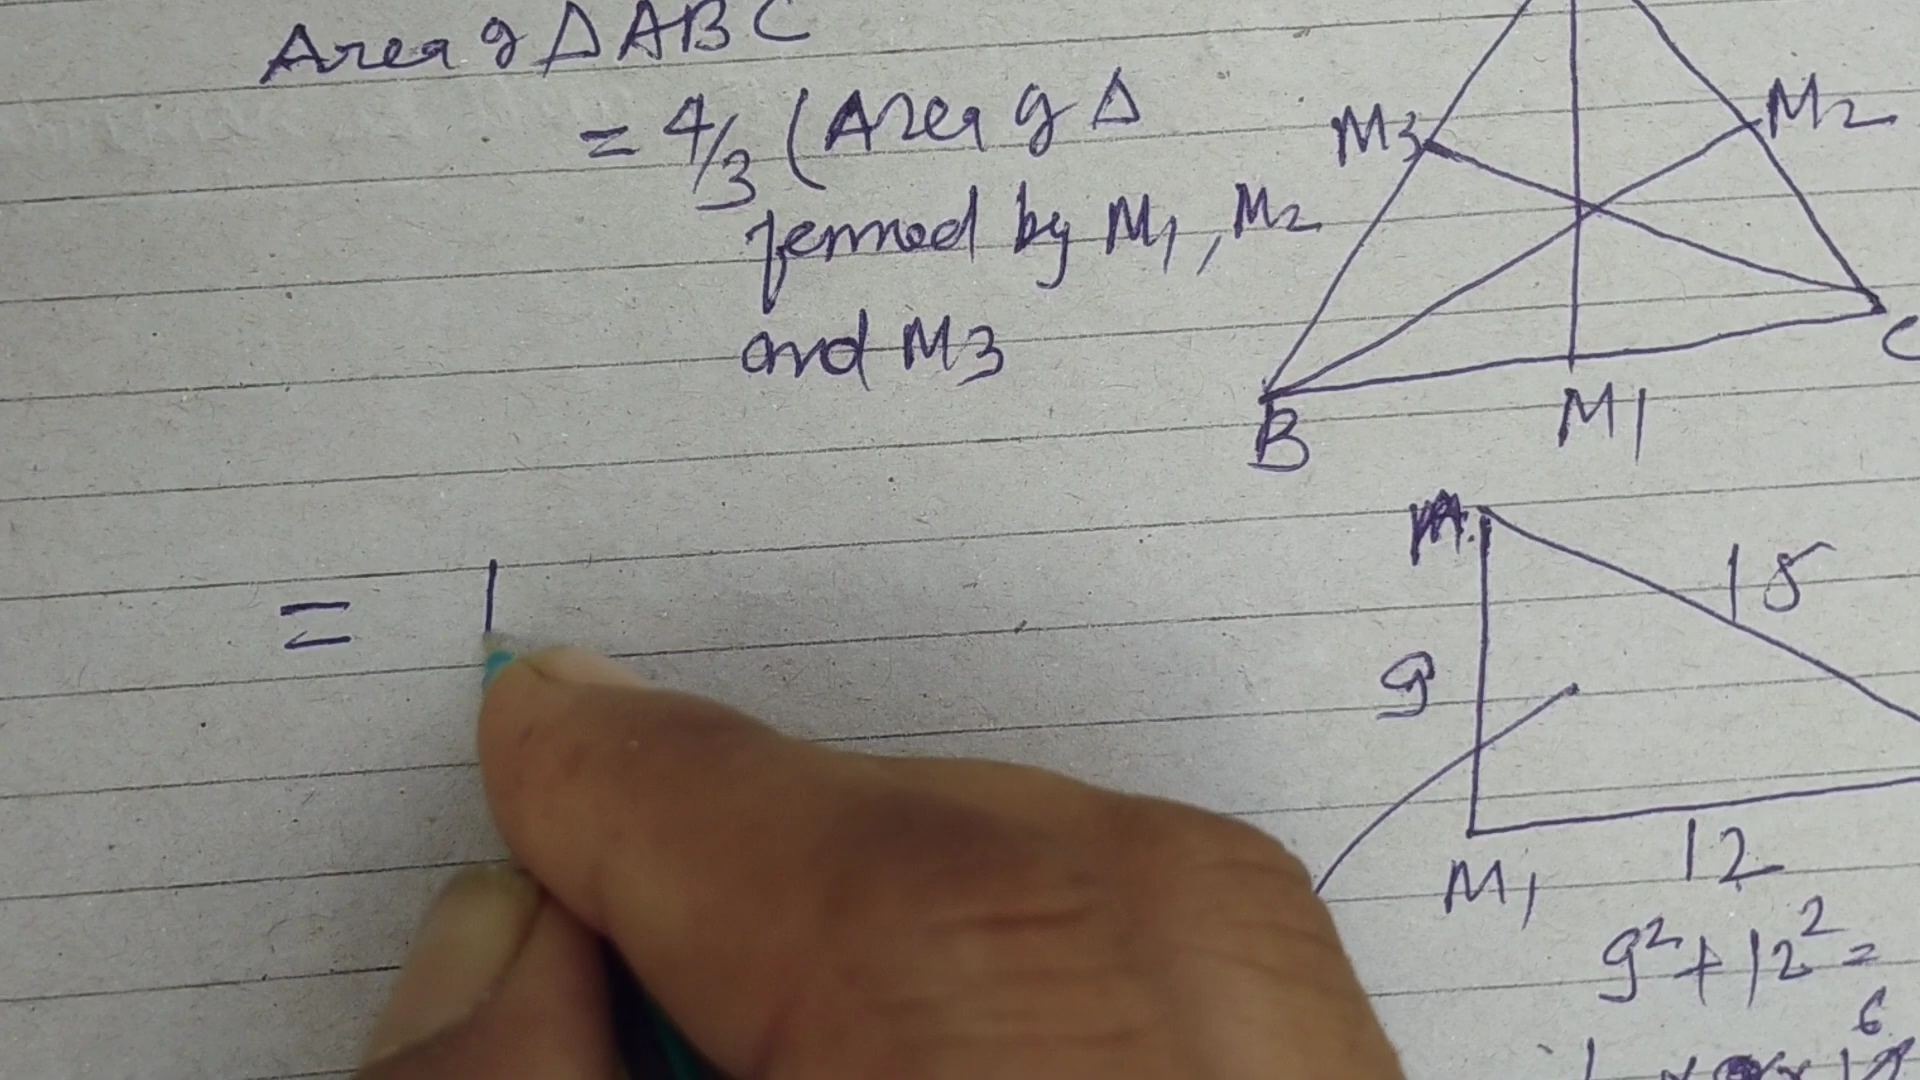 Area of Δ ABC
= 4/3 (Area of Δ
formed by M1, M2
and M3
M3
M2
B
M1
C
= 1
A
15
9
M1
12
9² + 12² =
6